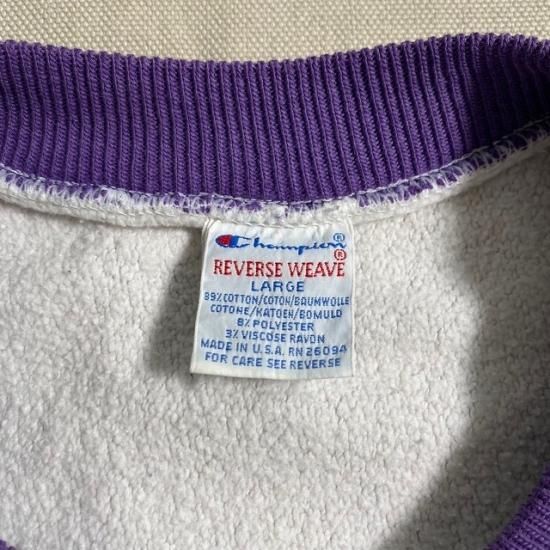 Champion®
REVERSE WEAVE®
LARGE
89% COTTON/COTON/BAUMWOLLE
COTONE/KATOEN/BOMULD
8% POLYESTER
3% VISCOSE RAYON
MADE IN U.S.A. RN 26094
FOR CARE SEE REVERSE